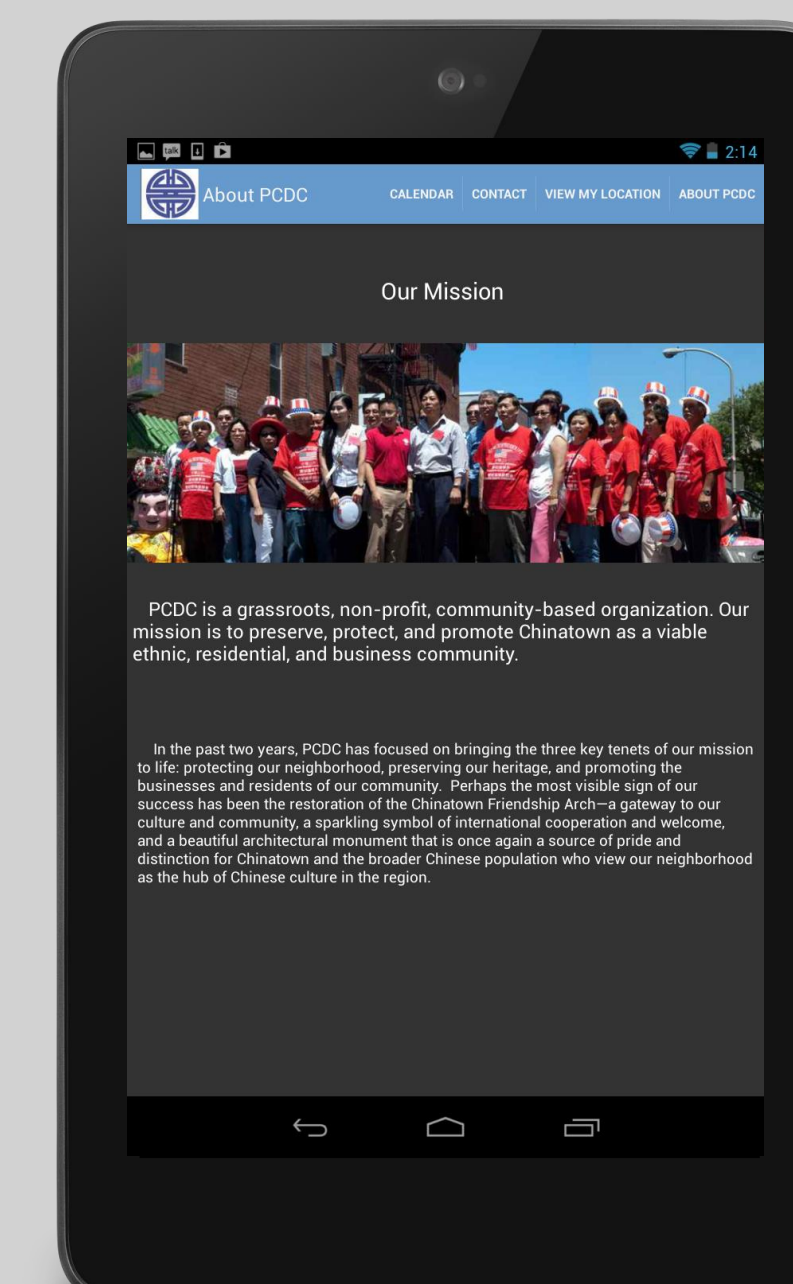 talk
2:14
About PCDC
CALENDAR
CONTACT
VIEW MY LOCATION
ABOUT PCDC
Our Mission
PCDC is a grassroots, non-profit, community-based organization. Our
mission is to preserve, protect, and promote Chinatown as a viable
ethnic, residential, and business community.
In the past two years, PCDC has focused on bringing the three key tenets of our mission
to life: protecting our neighborhood, preserving our heritage, and promoting the
businesses and residents of our community.  Perhaps the most visible sign of our
success has been the restoration of the Chinatown Friendship Arch—a gateway to our
culture and community, a sparkling symbol of international cooperation and welcome,
and a beautiful architectural monument that is once again a source of pride and
distinction for Chinatown and the broader Chinese population who view our neighborhood
as the hub of Chinese culture in the region.